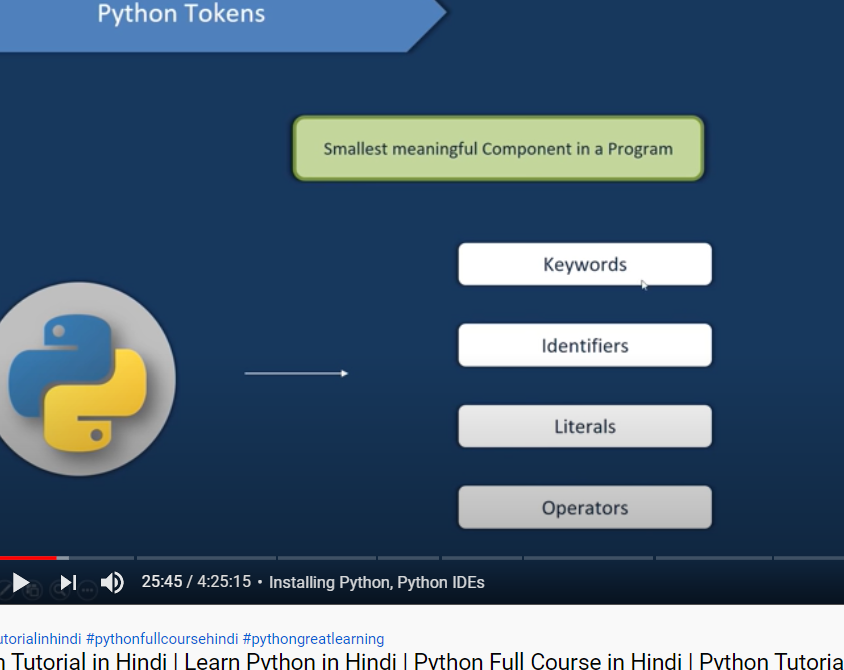 Python Tokens
Smallest meaningful Component in a Program
Keywords
Identifiers
Literals
Operators
25:45 / 4:25:15 • Installing Python, Python IDEs
utorialinhindi #pythonfullcoursehindi #pythongreatlearning
n Tutorial in Hindi | Learn Python in Hindi | Python Full Course in Hindi | Python Tutoria